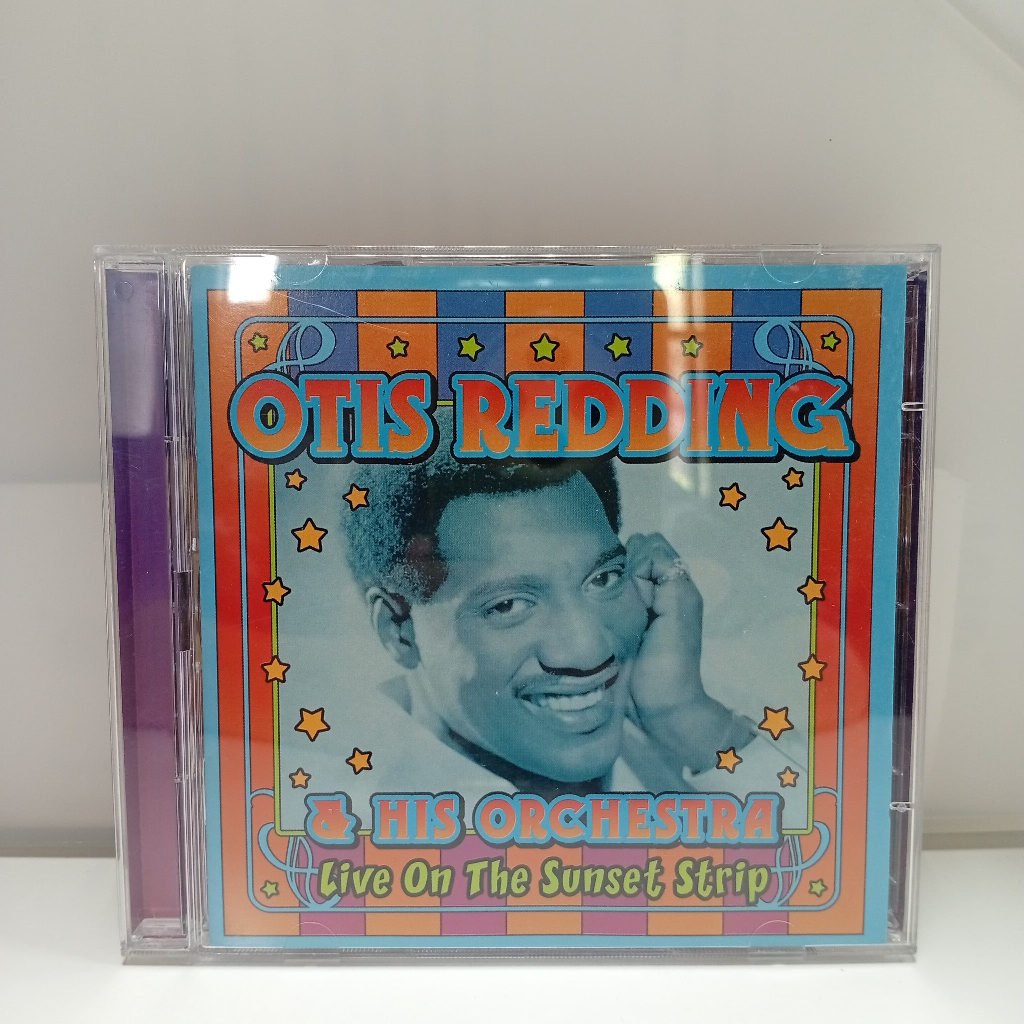 OTIS REDDING
& HIS ORCHESTRA
Live On The Sunset Strip